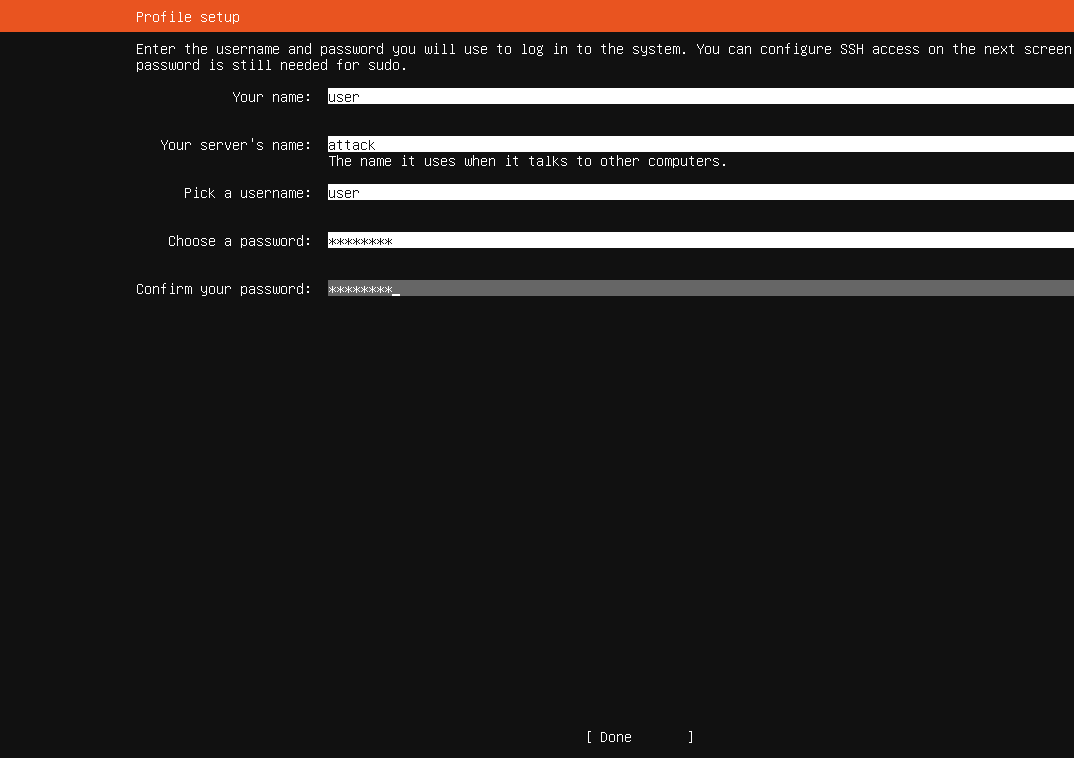 Profile setup
Enter the username and password you will use to log in to the system. You can configure SSH access on the next screen
password is still needed for sudo.
Your name: user
Your server's name: attack
The name it uses when it talks to other computers.
Pick a username: user
Choose a password: ********
Confirm your password: ********_
[ Done ]